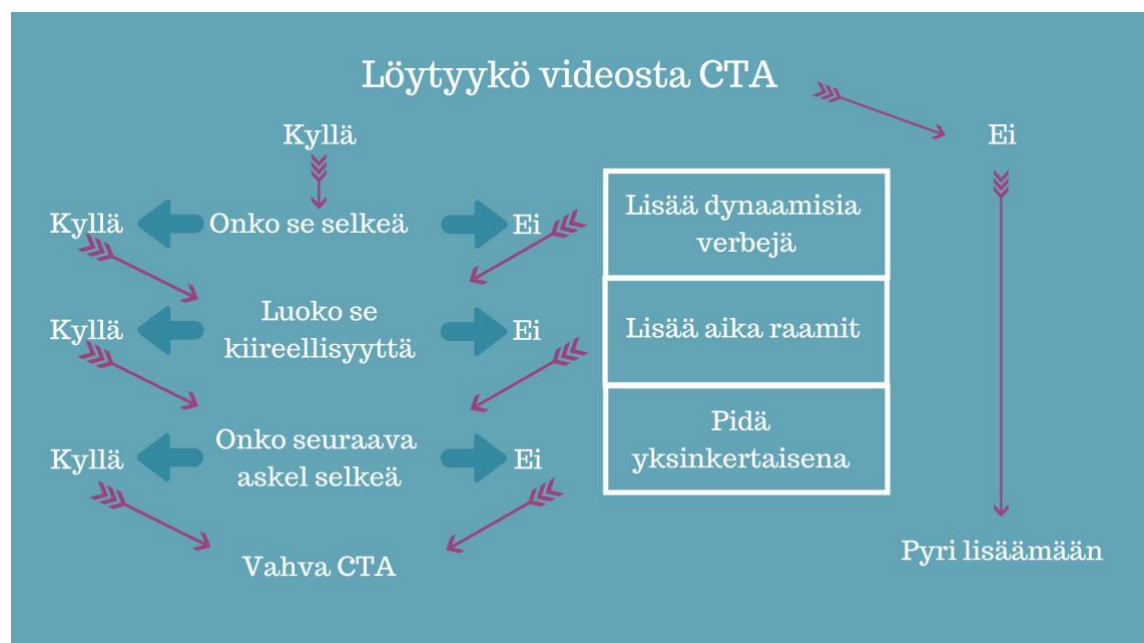 Löytyykö videosta CTA
Kyllä
Ei
Kyllä
Onko se selkeä
Ei
Lisää dynaamisia
verbejä
Kyllä
Luoko se
kiireellisyyttä
Ei
Lisää aika raamit
Kyllä
Onko seuraava
askel selkeä
Ei
Pidä
yksinkertaisena
Vahva CTA
Pyri lisäämään